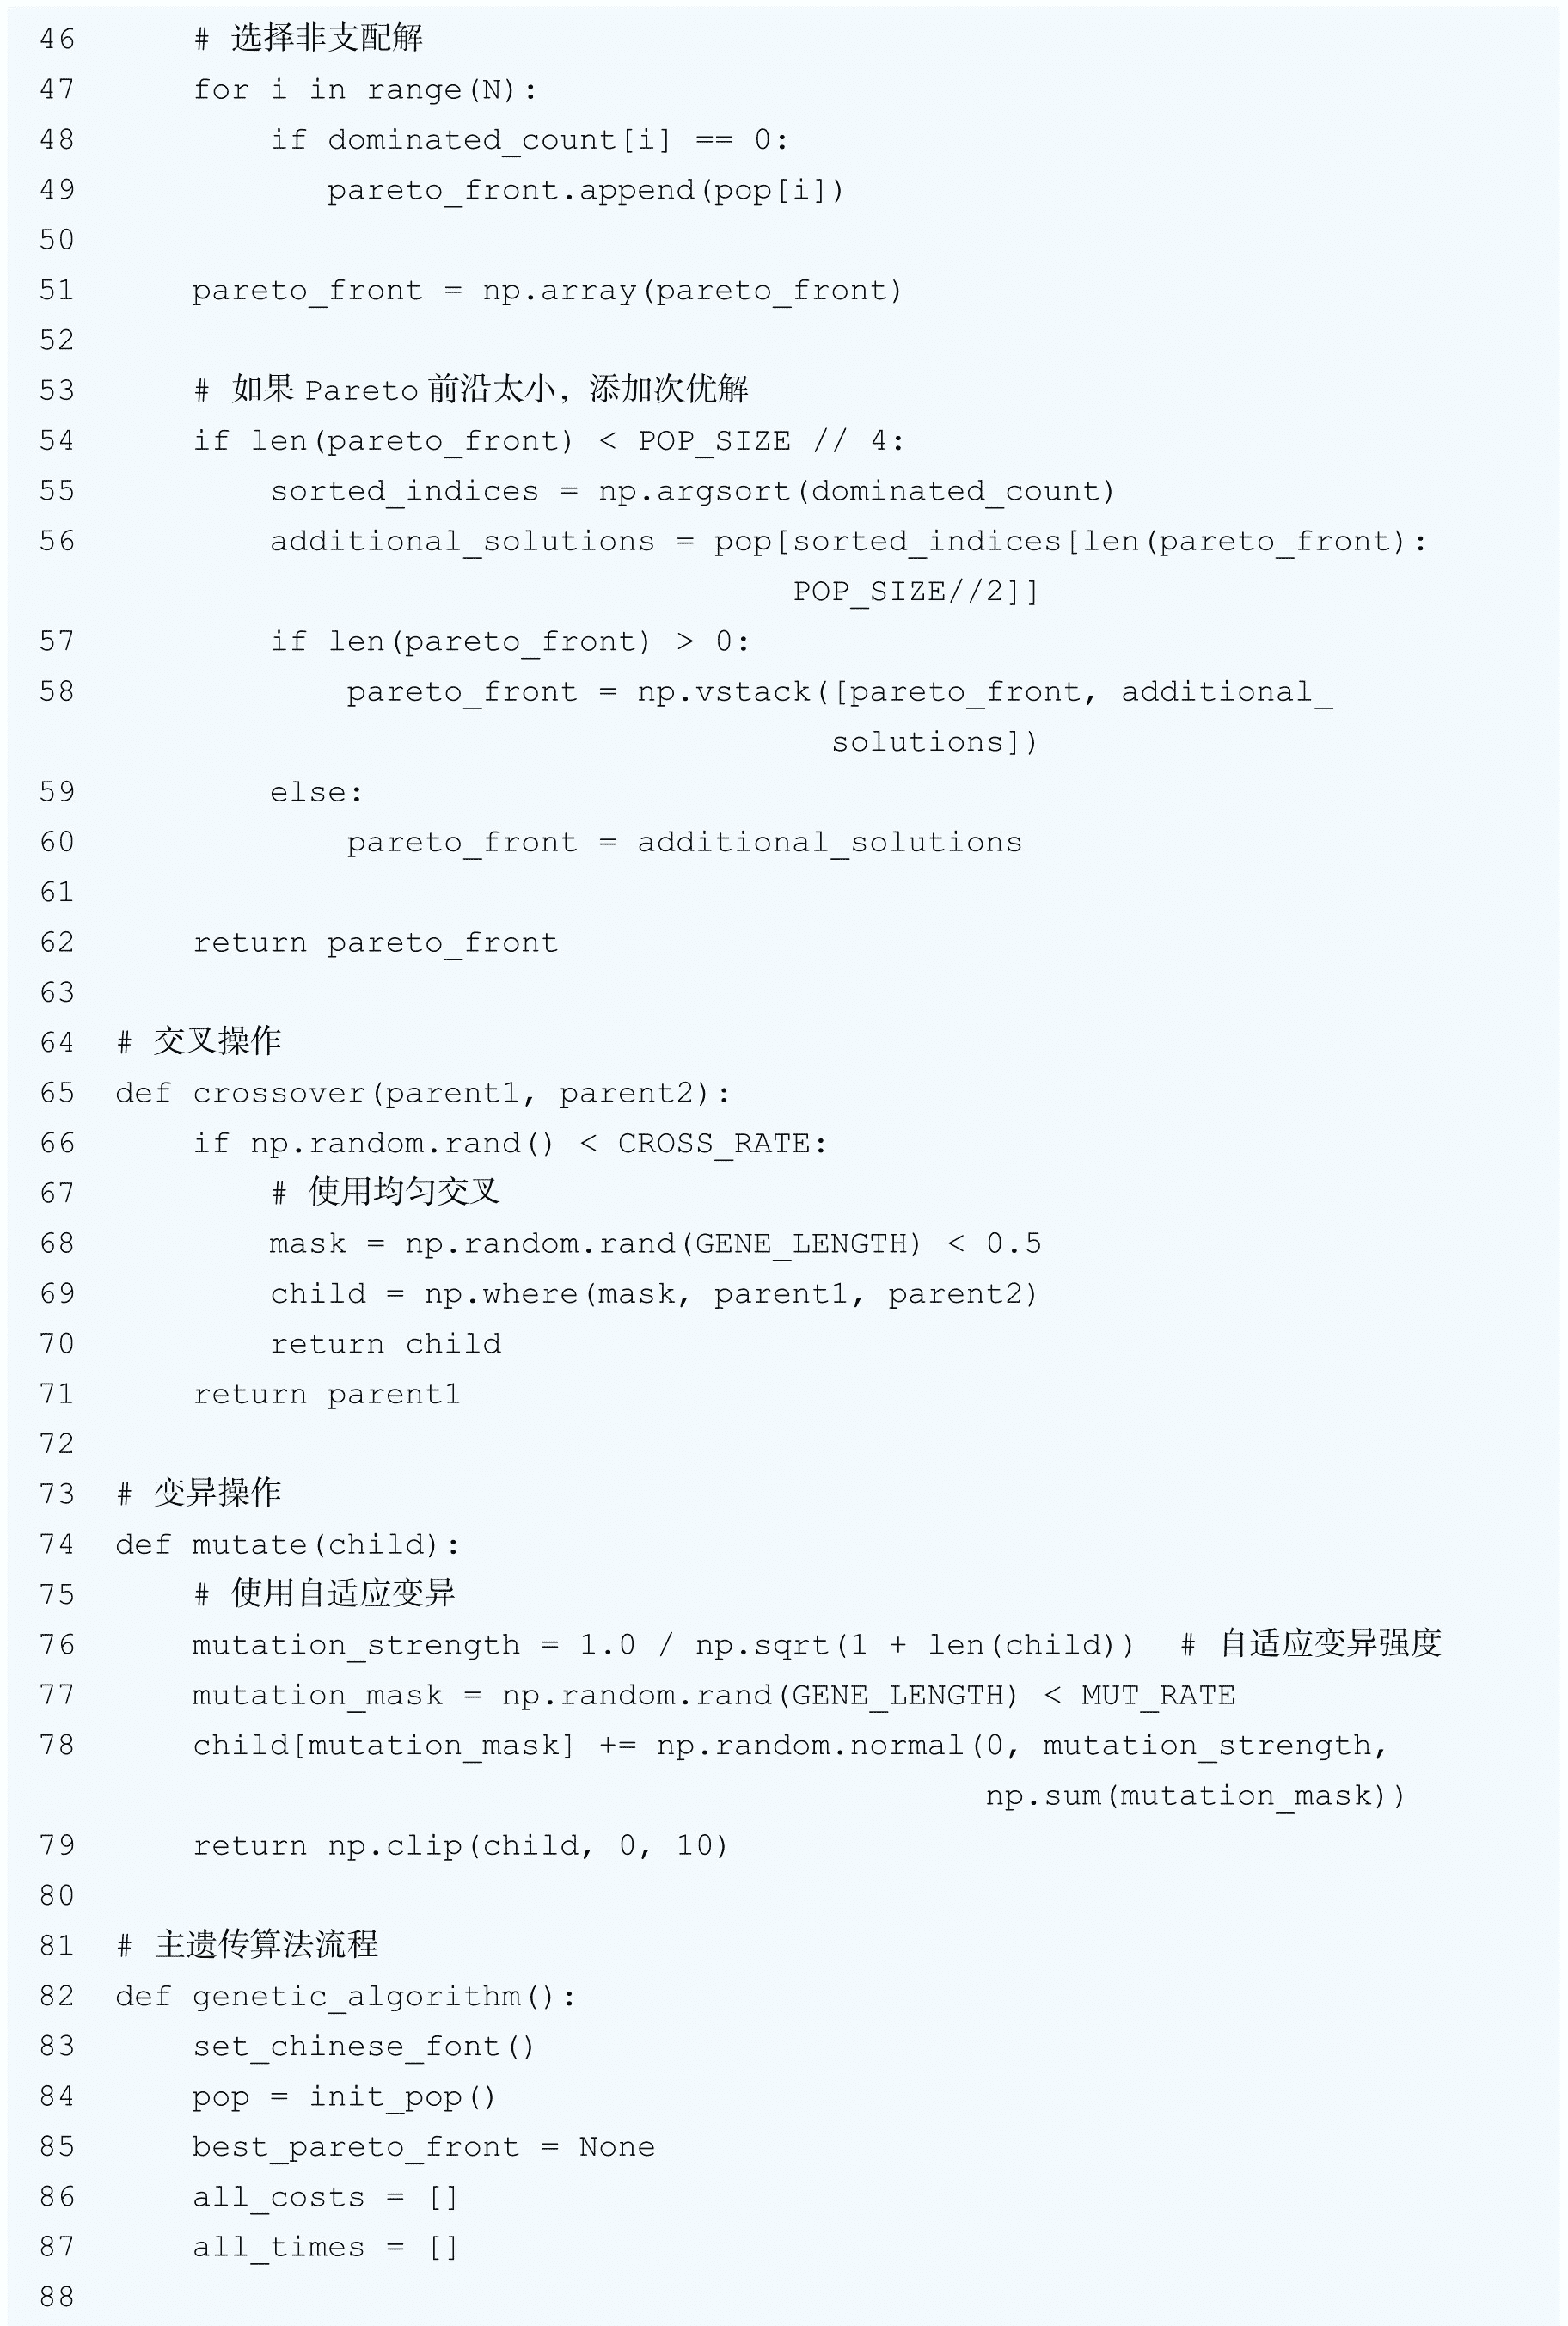 46      # 选择非支配解
47      for i in range(N):
48          if dominated_count[i] == 0:
49             pareto_front.append(pop[i])
50
51      pareto_front = np.array(pareto_front)
52
53      # 如果 Pareto 前沿太小，添加次优解
54      if len(pareto_front) < POP_SIZE // 4:
55          sorted_indices = np.argsort(dominated_count)
56          additional_solutions = pop[sorted_indices[len(pareto_front):
                                       POP_SIZE//2]]
57          if len(pareto_front) > 0:
58              pareto_front = np.vstack([pareto_front, additional_
                                         solutions])
59          else:
60              pareto_front = additional_solutions
61
62      return pareto_front
63
64  # 交叉操作
65  def crossover(parent1, parent2):
66      if np.random.rand() < CROSS_RATE:
67          # 使用均匀交叉
68          mask = np.random.rand(GENE_LENGTH) < 0.5
69          child = np.where(mask, parent1, parent2)
70          return child
71      return parent1
72
73  # 变异操作
74  def mutate(child):
75      # 使用自适应变异
76      mutation_strength = 1.0 / np.sqrt(1 + len(child))  # 自适应变异强度
77      mutation_mask = np.random.rand(GENE_LENGTH) < MUT_RATE
78      child[mutation_mask] += np.random.normal(0, mutation_strength,
                                                 np.sum(mutation_mask))
79      return np.clip(child, 0, 10)
80
81  # 主遗传算法流程
82  def genetic_algorithm():
83      set_chinese_font()
84      pop = init_pop()
85      best_pareto_front = None
86      all_costs = []
87      all_times = []
88